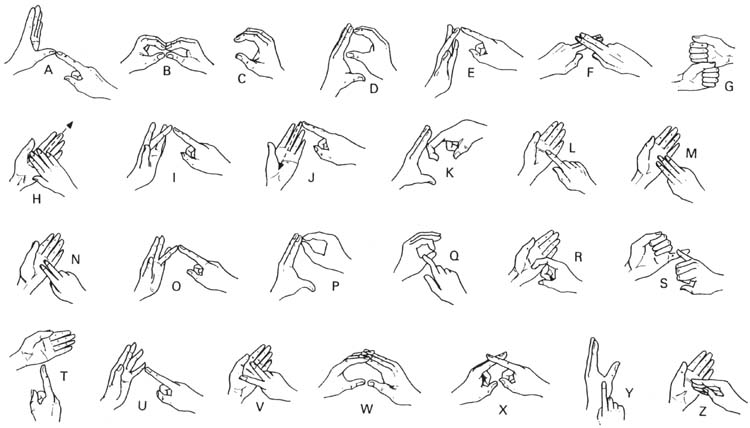 A B C D E F G
H I J K L M
N O P Q R S
T U V W X Y Z